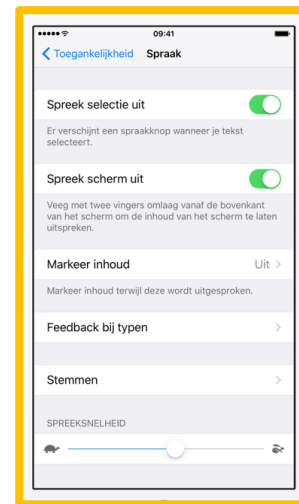 09:41
Toegankelijkheid Spraak
Spreek selectie uit
Er verschijnt een spraakknop wanneer je tekst
selecteert.
Spreek scherm uit
Veeg met twee vingers omlaag vanaf de bovenkant
van het scherm om de inhoud van het scherm te laten
uitspreken.
Markeer inhoud Uit
Markeer inhoud terwijl deze wordt uitgesproken.
Feedback bij typen
Stemmen
SPREEKSNELHEID